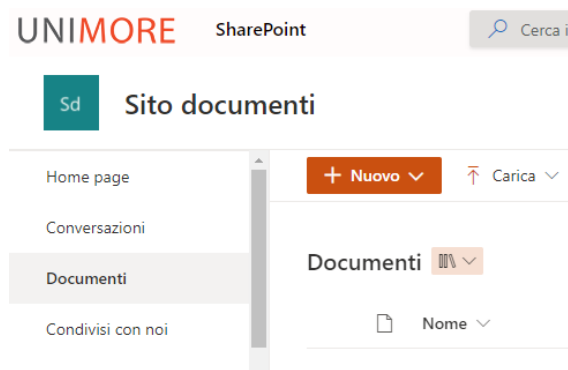 UNIMORE SharePoint Cerca i
Sd Sito documenti
Home page
Conversazioni
Documenti
Condivisi con noi
Nuovo Carica
Documenti
Nome